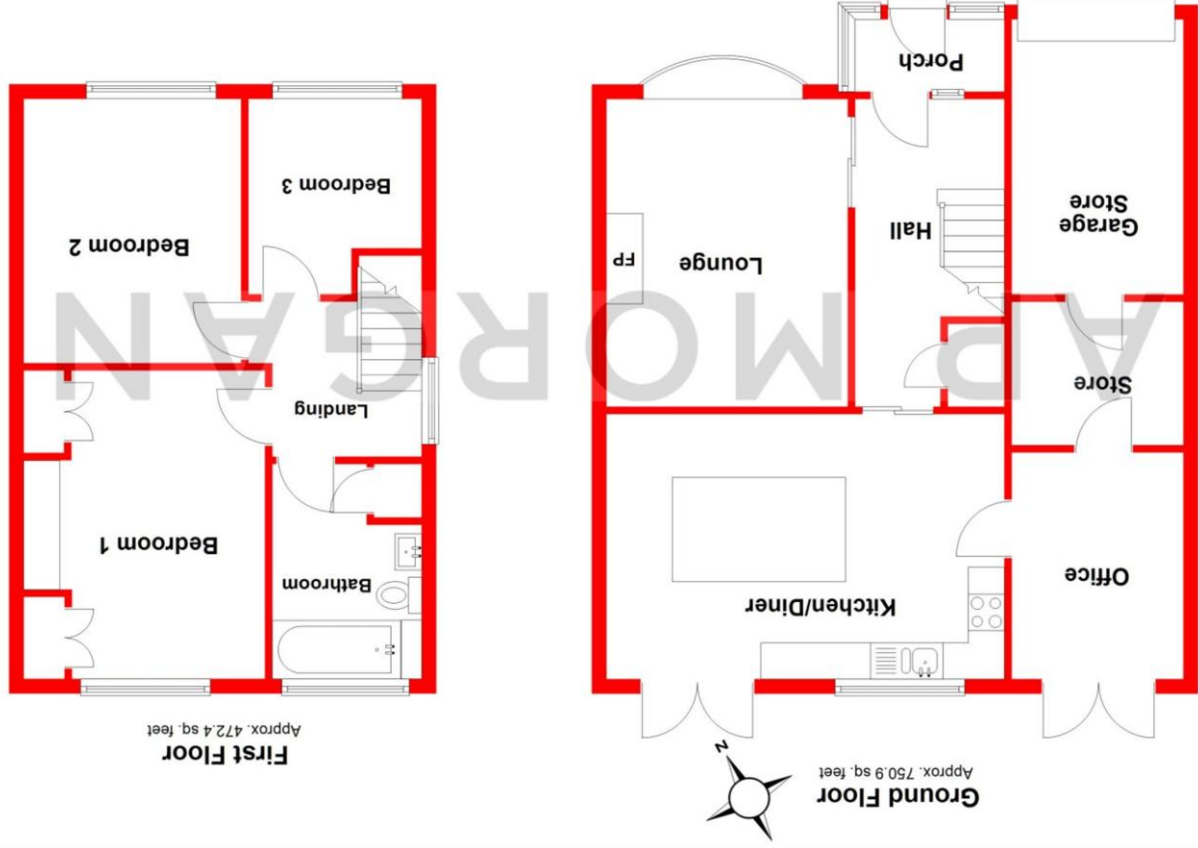 Ground Floor
Approx. 750.9 sq. feet
N
First Floor
Approx. 472.4 sq. feet
Office
Kitchen/Diner
Bathroom
Bedroom 1
Store
Landing
AP MORGAN
Garage
Store
Hall
Lounge
FP
Bedroom 2
Bedroom 3
Porch